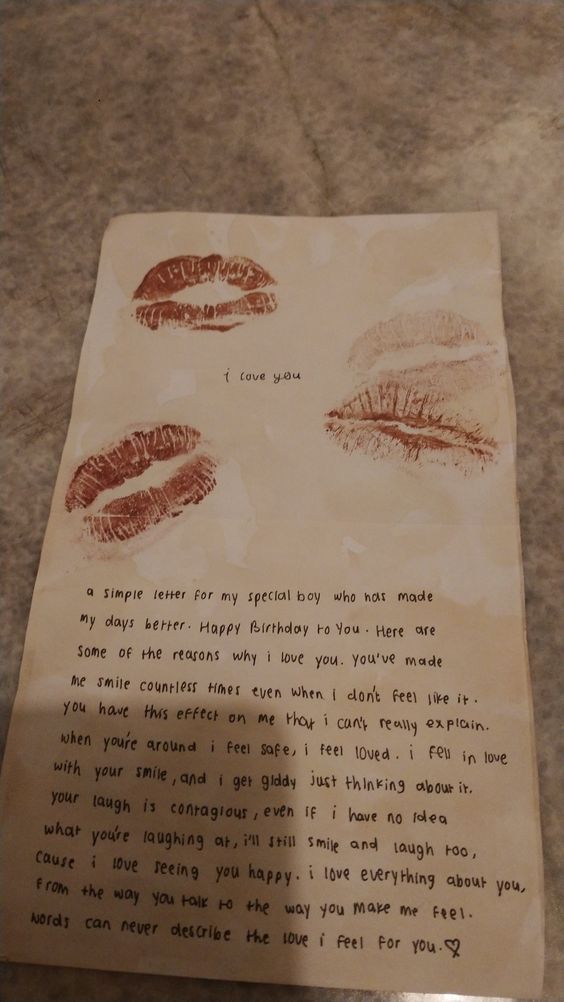 i love you
a simple letter for my special boy who has made
my days better. Happy Birthday to You. Here are
some of the reasons why i love you. you've made
me smile countless times even when i don't feel like it.
you have this effect on me that i can't really explain.
when you're around i feel safe, i feel loved. i fell in love
with your smile, and i get giddy just thinking about it.
your laugh is contagious, even if i have no idea
what you're laughing at, i'll still smile and laugh too,
cause i love seeing you happy. i love everything about you,
from the way you talk to the way you make me feel.
words can never describe the love i feel for you.♡